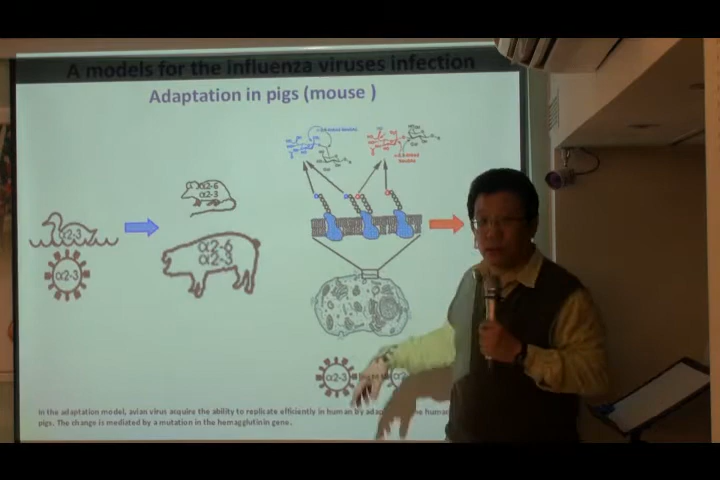 A models for the influenza viruses infection
Adaptation in pigs (mouse )
α2-6
α2-3
α2-3
α2-6
α2-3
α2-3
α2-3
In the adaptation model, avian virus acquire the ability to replicate efficiently in human by
pigs. The change is mediated by a mutation in the hemagglutinin gene.